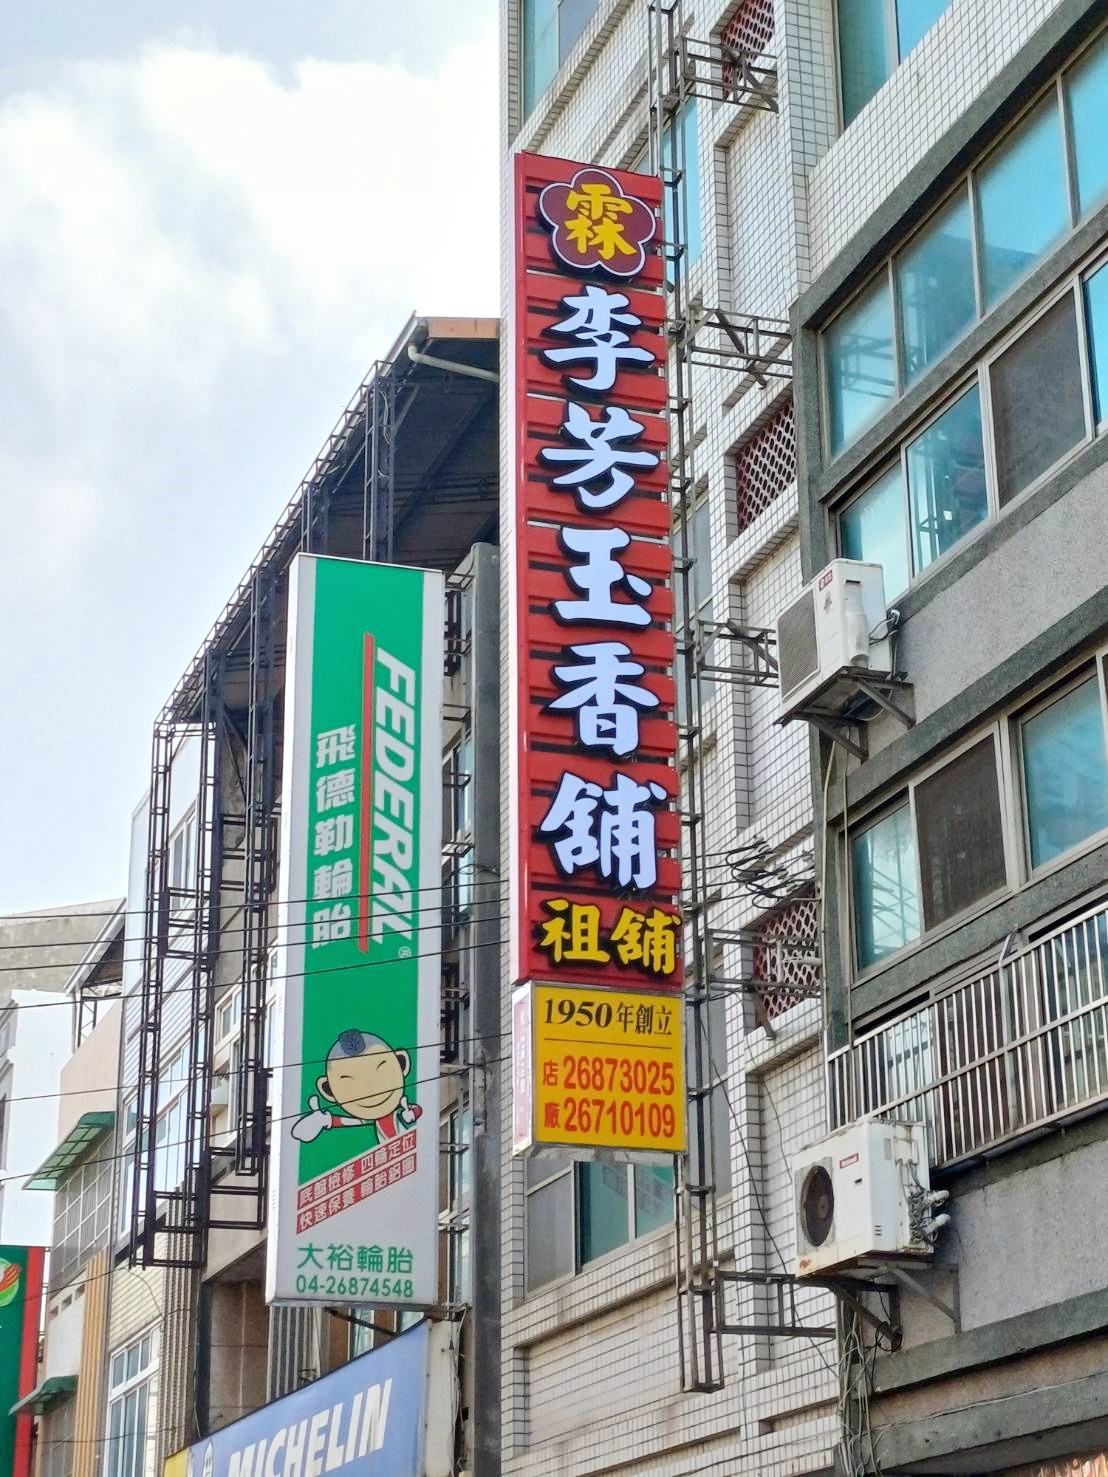 霖
李芳玉香舖
祖舖
1950年創立
店 26873025
廠 26710109
FEDERAL
飛德勒輪胎
底盤檢修 四輪定位
快速保養 輪胎鋁圈
大裕輪胎
04-26874548
MICHELIN